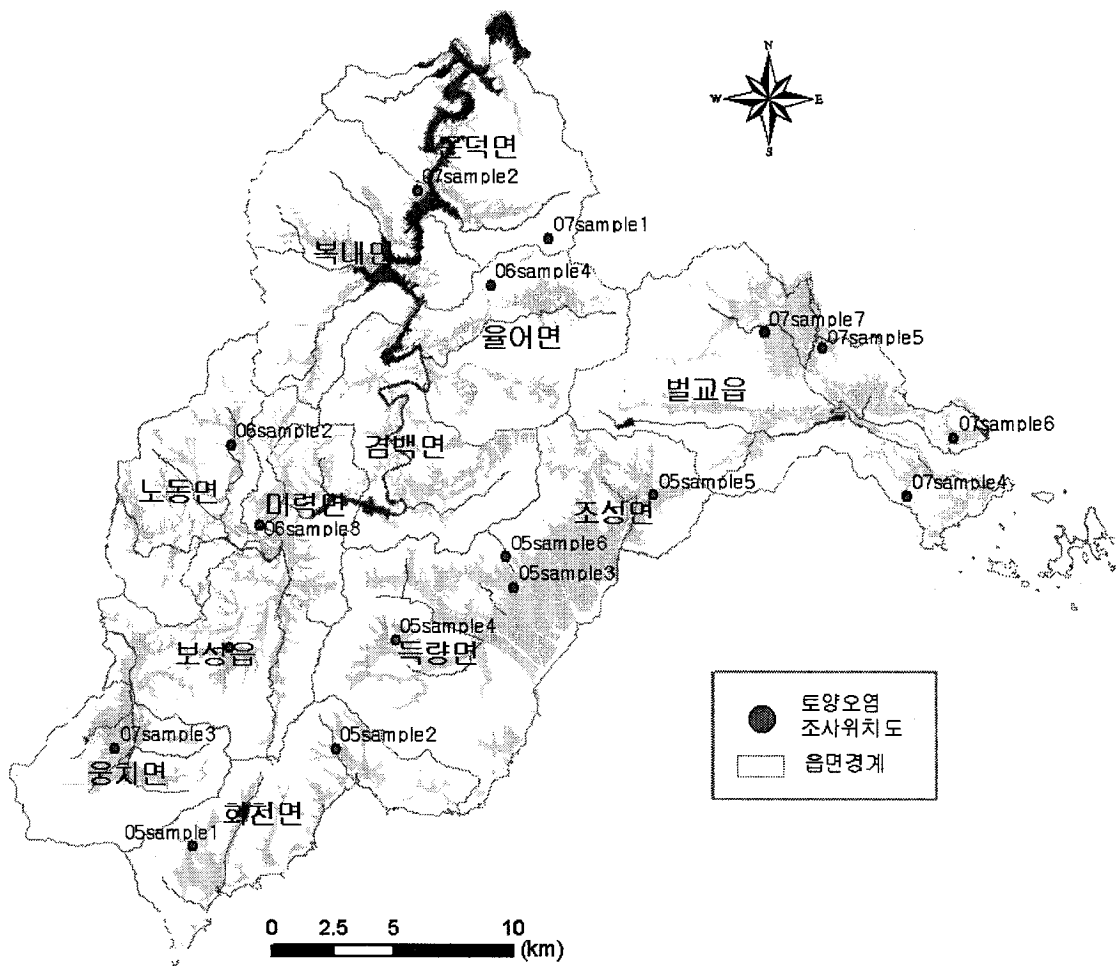 N
W
E
S
문덕면
07sample2
07sample1
복내면
06sample4
율어면
07sample7
07sample5
벌교읍
07sample6
06sample2
겸백면
노동면
미력면
05sample5
07sample4
조성면
06sample8
05sample6
05sample3
05sample4
득량면
보성읍
토양오염
조사위치도
읍면경계
07sample3
05sample2
웅치면
회천면
05sample1
0 2.5 5 10
(km)